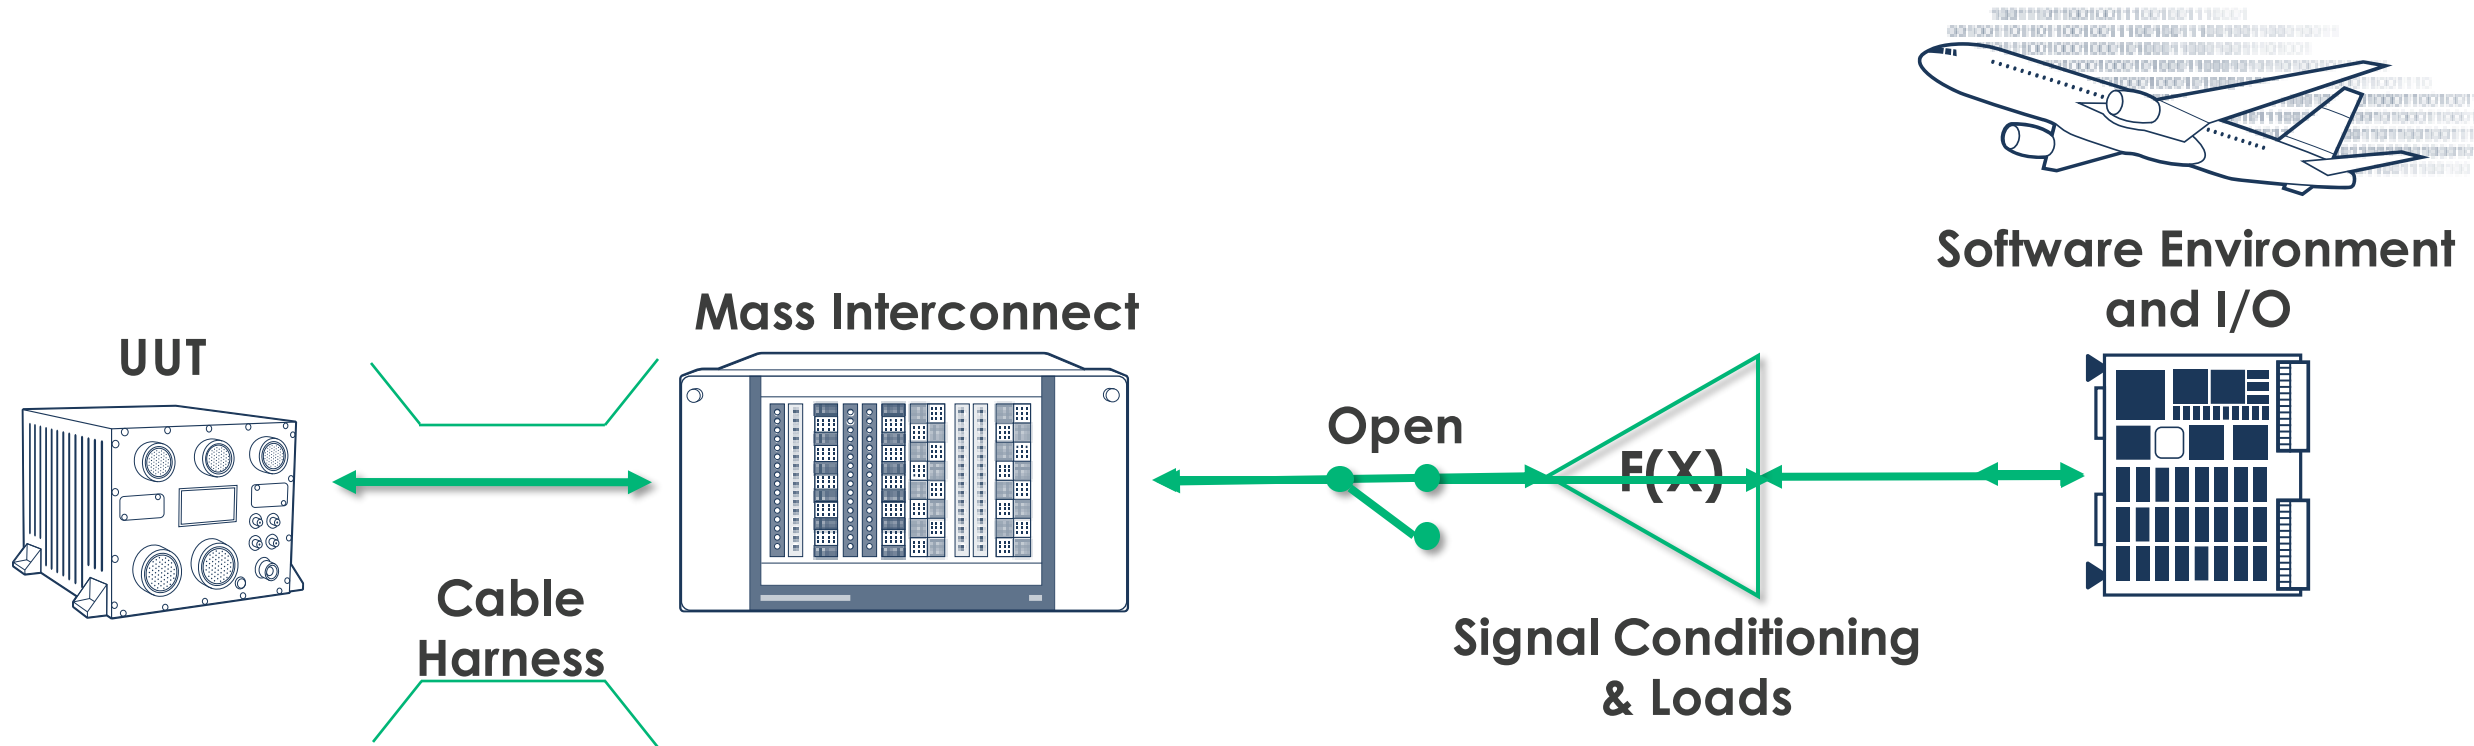 Software Environment
and I/O
Mass Interconnect
UUT
Open
F(X)
Cable
Harness
Signal Conditioning
& Loads